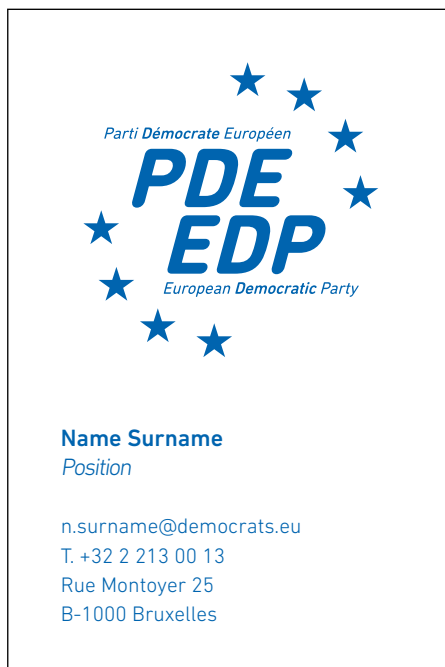 Parti Démocrate Européen
PDE
EDP
European Democratic Party
Name Surname
Position
n.surname@democrats.eu
T. +32 2 213 00 13
Rue Montoyer 25
B-1000 Bruxelles